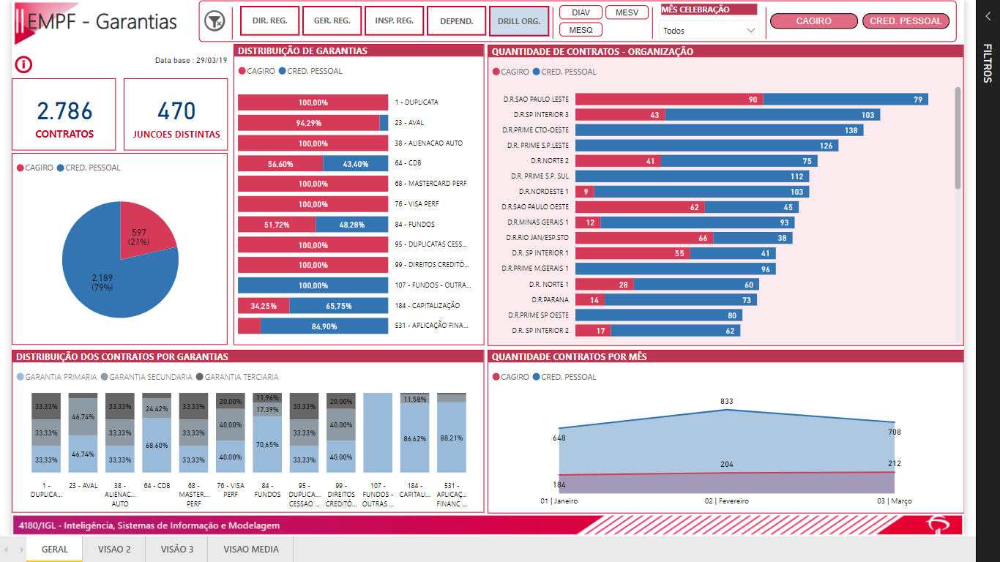 EMPF - Garantias
DIR. REG.
GER. REG.
INSP. REG.
DEPEND.
DRILL ORG.
DIAV
MESV
MESQ
MÊS CELEBRAÇÃO
Todos
CAGIRO
CRED. PESSOAL
FILTROS
Data base : 29/03/19
2.786
CONTRATOS
470
JUNCOES DISTINTAS
CAGIRO CRED. PESSOAL
597
(21%)
2.189
(79%)
DISTRIBUIÇÃO DE GARANTIAS
CAGIRO CRED. PESSOAL
100,00% 1 - DUPLICATA
94,29% 23 - AVAL
100,00% 38 - ALIENACAO AUTO
56,60% 43,40% 64 - CDB
100,00% 68 - MASTERCARD PERF
100,00% 76 - VISA PERF
51,72% 48,28% 84 - FUNDOS
100,00% 95 - DUPLICATAS CESS...
100,00% 99 - DIREITOS CREDITÓ...
100,00% 107 - FUNDOS - OUTRA...
34,25% 65,75% 184 - CAPITALIZAÇÃO
84,90% 531 - APLICAÇÃO FINA...
QUANTIDADE DE CONTRATOS - ORGANIZAÇÃO
CAGIRO CRED. PESSOAL
D.R.SAO PAULO LESTE 90 79
D.R.SP INTERIOR 3 43 103
D.R.PRIME CTO-OESTE 138
D.R. PRIME S.P.LESTE 126
D.R.NORTE 2 41 75
D.R. PRIME S.P. SUL 112
D.R.NORDESTE 1 9 103
D.R.SAO PAULO OESTE 62 45
D.R.MINAS GERAIS 1 12 93
D.R.RIO JAN/ESP.STO 66 38
D.R. SP INTERIOR 1 55 41
D.R.PRIME M.GERAIS 1 96
D.R. NORTE 1 28 60
D.R.PARANA 14 73
D.R.PRIME SP OESTE 80
D.R. SP INTERIOR 2 17 62
DISTRIBUIÇÃO DOS CONTRATOS POR GARANTIAS
GARANTIA PRIMARIA GARANTIA SECUNDARIA GARANTIA TERCIARIA
33,33% 33,33% 33,33% 20,00% 11,96% 33,33% 20,00% 11,58%
46,74% 24,42% 17,39%
33,33% 33,33% 33,33% 40,00% 33,33% 40,00%
46,74% 68,60% 70,65% 86,62% 88,21%
33,33% 33,33% 33,33% 40,00% 33,33% 40,00%
1 - DUPLICA...
23 - AVAL
38 - ALIENAC... AUTO
64 - CDB
68 - MASTER... PERF
76 - VISA PERF
84 - FUNDOS
95 - DUPLICA... CESSAO ...
99 - DIREITOS CREDITÓ...
107 - FUNDOS - OUTRAS ...
184 - CAPITALI...
531 - APLICAÇ... FINANC ...
QUANTIDADE CONTRATOS POR MÊS
CAGIRO CRED. PESSOAL
833
648
708
204
212
184
01 | Janeiro
02 | Fevereiro
03 | Março
4180/IGL - Inteligência, Sistemas de Informação e Modelagem
GERAL
VISAO 2
VISÃO 3
VISAO MEDIA